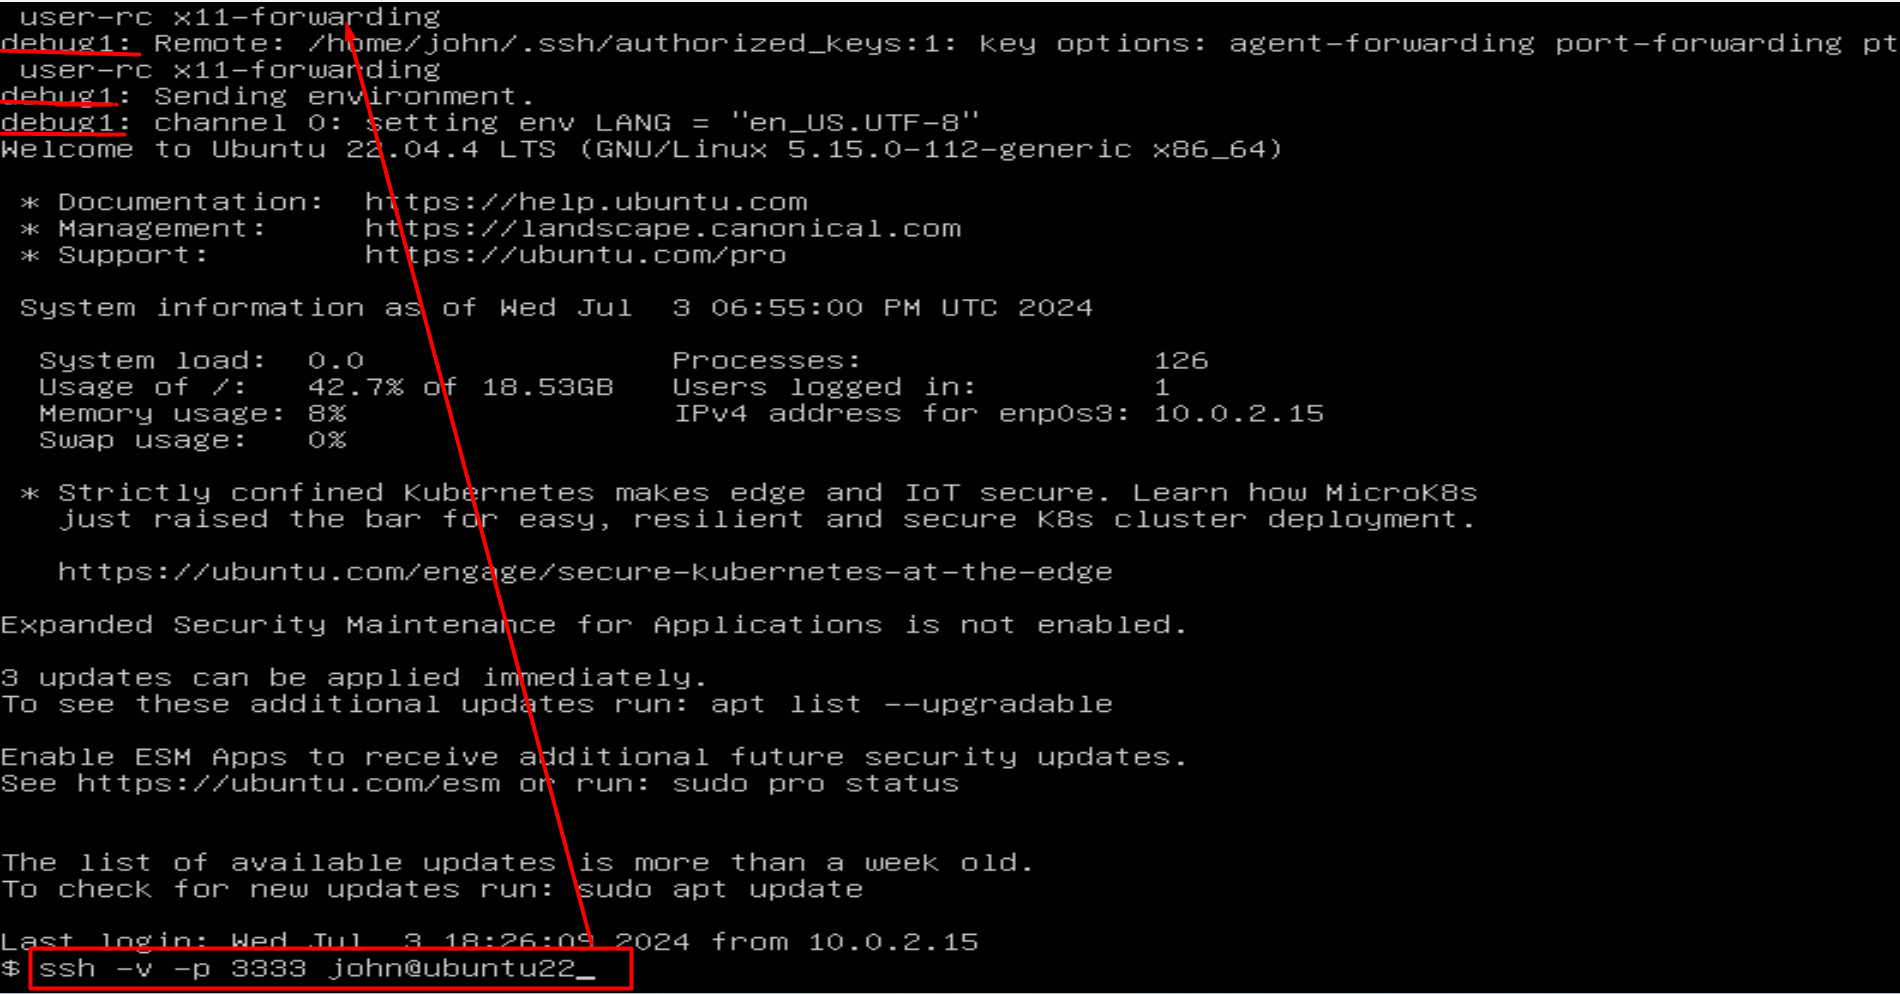 user-rc x11-forwarding
debug1: Remote: /home/john/.ssh/authorized_keys:1: key options: agent-forwarding port-forwarding pt
user-rc x11-forwarding
debug1: Sending environment.
debug1: channel 0: setting env LANG = "en_US.UTF-8"
Welcome to Ubuntu 22.04.4 LTS (GNU/Linux 5.15.0-112-generic x86_64)
* Documentation:  https://help.ubuntu.com
* Management:     https://landscape.canonical.com
* Support:        https://ubuntu.com/pro
System information as of Wed Jul  3 06:55:00 PM UTC 2024
System load:  0.0                Processes:               126
Usage of /:   42.7% of 18.53GB   Users logged in:         1
Memory usage: 8%                 IPv4 address for enp0s3: 10.0.2.15
Swap usage:   0%
* Strictly confined Kubernetes makes edge and IoT secure. Learn how MicroK8s
just raised the bar for easy, resilient and secure K8s cluster deployment.
https://ubuntu.com/engage/secure-kubernetes-at-the-edge
Expanded Security Maintenance for Applications is not enabled.
3 updates can be applied immediately.
To see these additional updates run: apt list --upgradable
Enable ESM Apps to receive additional future security updates.
See https://ubuntu.com/esm or run: sudo pro status
The list of available updates is more than a week old.
To check for new updates run: sudo apt update
Last login: Wed Jul  3 18:26:09 2024 from 10.0.2.15
$ ssh -v -p 3333 john@ubuntu22_